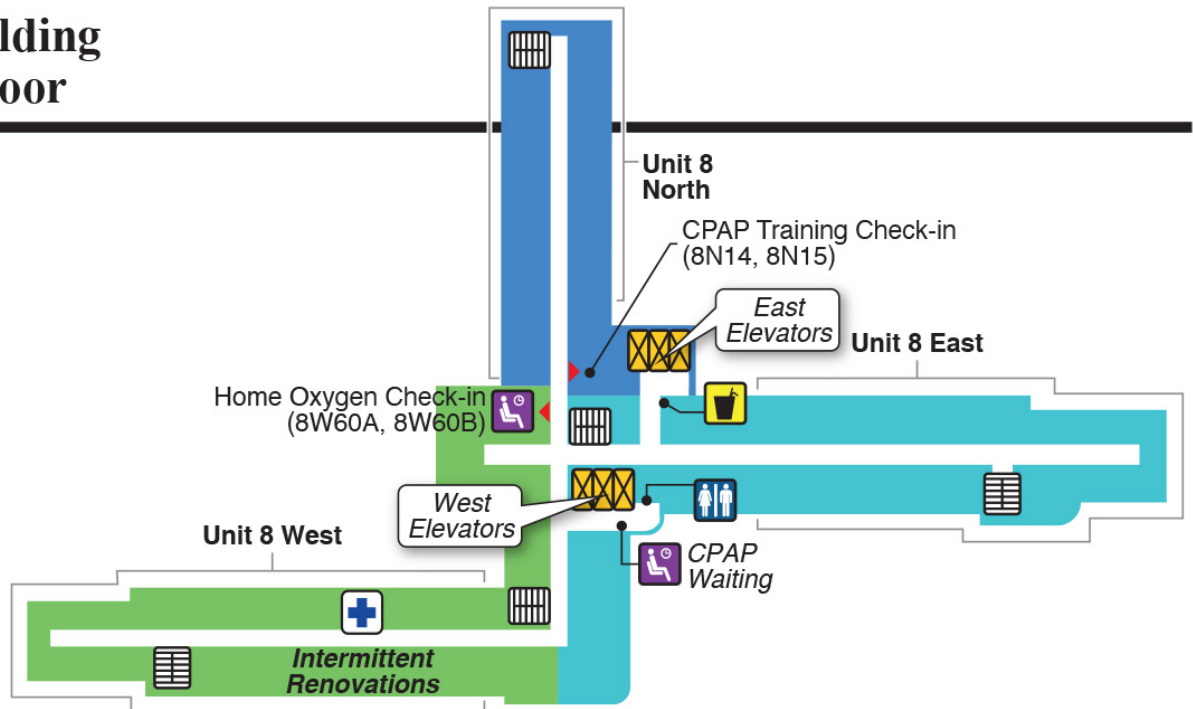 lding
oor
Unit 8
North
CPAP Training Check-in
(8N14, 8N15)
East
Elevators
Unit 8 East
Home Oxygen Check-in
(8W60A, 8W60B)
West
Elevators
Unit 8 West
CPAP
Waiting
Intermittent
Renovations